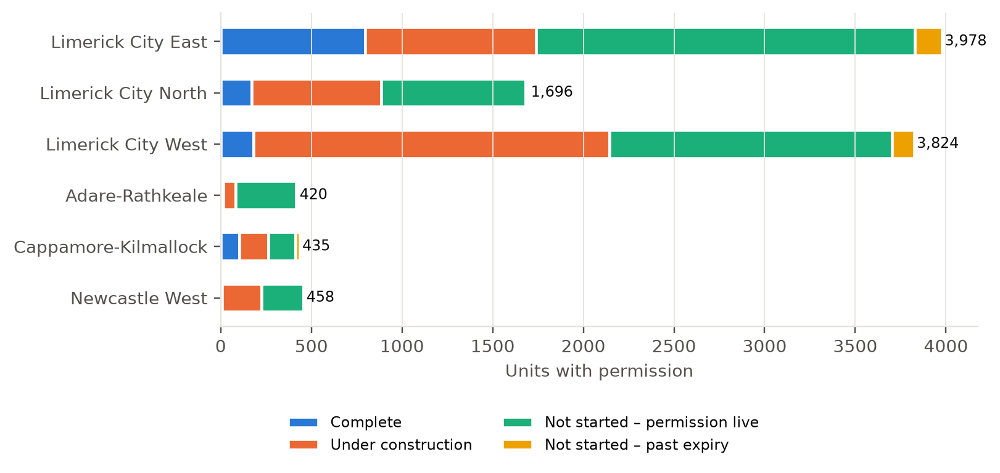 Limerick City East 3,978
Limerick City North 1,696
Limerick City West 3,824
Adare-Rathkeale 420
Cappamore-Kilmallock 435
Newcastle West 458
0 500 1000 1500 2000 2500 3000 3500 4000
Units with permission
Complete Not started – permission live
Under construction Not started – past expiry